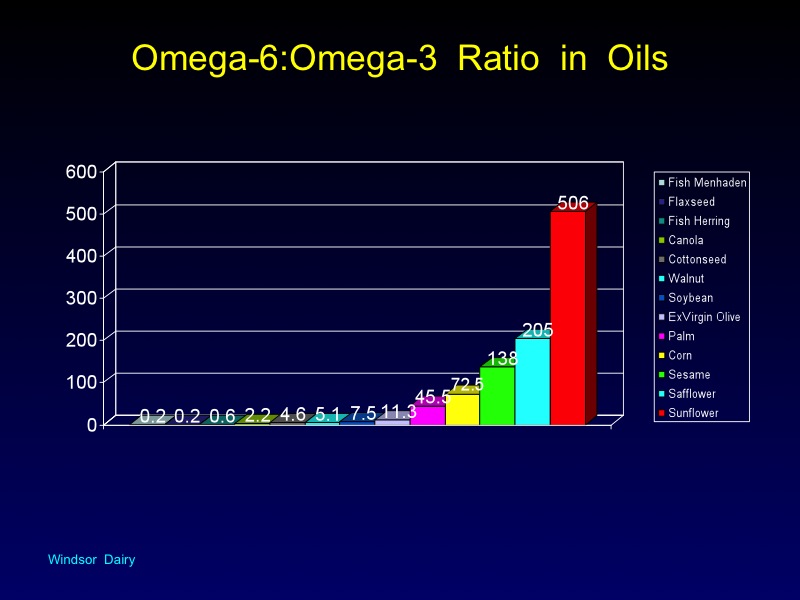 Omega-6:Omega-3 Ratio in Oils
600
500
400
300
200
100
0
0.2 0.2 0.6 2.2 4.6 5.1 7.5 11.3 45.5 72.5 138 205 506
Fish Menhaden
Flaxseed
Fish Herring
Canola
Cottonseed
Walnut
Soybean
ExVirgin Olive
Palm
Corn
Sesame
Safflower
Sunflower
Windsor Dairy